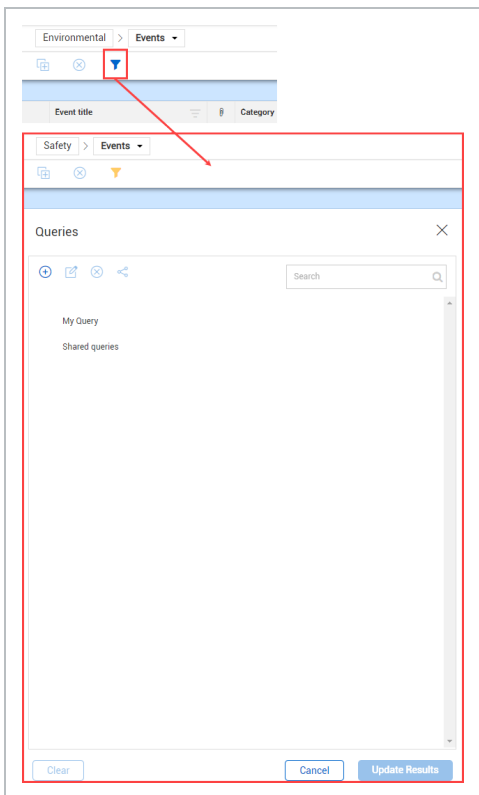 Environmental > Events
Event title Category
Safety > Events
Queries
Search
My Query
Shared queries
Clear Cancel Update Results